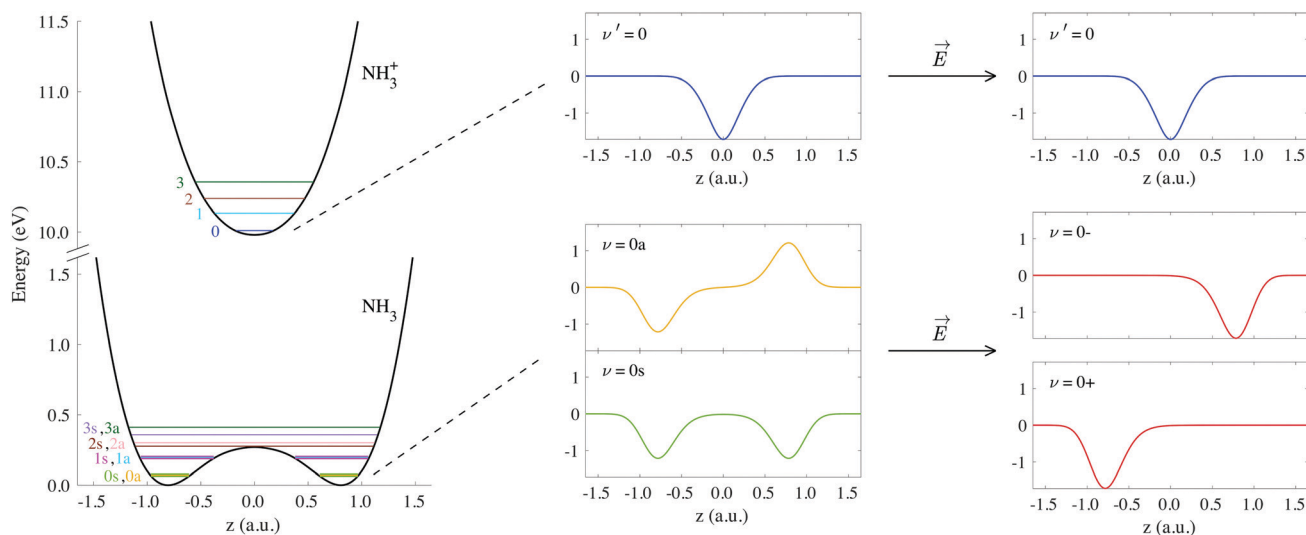 11.5
11.0
10.5
10.0
1.5
1.0
0.5
0.0
Energy (eV)
NH₃⁺
3
2
1
0
NH₃
3s,3a
2s,2a
1s,1a
0s,0a
-1.5 -1.0 -0.5 0.0 0.5 1.0 1.5
z (a.u.)
ν' = 0
1
0
-1
-1.5 -1.0 -0.5 0.0 0.5 1.0 1.5
z (a.u.)
E
ν' = 0
1
0
-1
-1.5 -1.0 -0.5 0.0 0.5 1.0 1.5
z (a.u.)
ν = 0a
1
0
-1
ν = 0s
1
0
-1
-1.5 -1.0 -0.5 0.0 0.5 1.0 1.5
z (a.u.)
E
ν = 0-
1
0
-1
ν = 0+
1
0
-1
-1.5 -1.0 -0.5 0.0 0.5 1.0 1.5
z (a.u.)